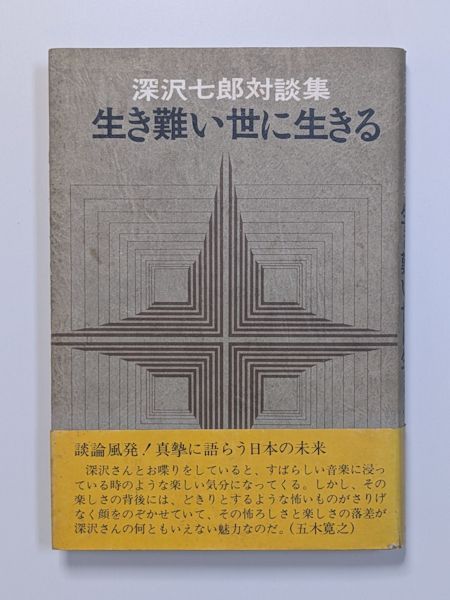 深沢七郎対談集
生き難い世に生きる
談論風発!真摯に語らう日本の未来
深沢さんとお喋りをしていると、すばらしい音楽に浸っ
ている時のような楽しい気分になってくる。しかし、その
楽しさの背後には、どきりとするような怖いものがさりげ
なく顔をのぞかせていて、その怖ろしさと楽しさの落差が
深沢さんの何ともいえない魅力なのだ。(五木寛之)